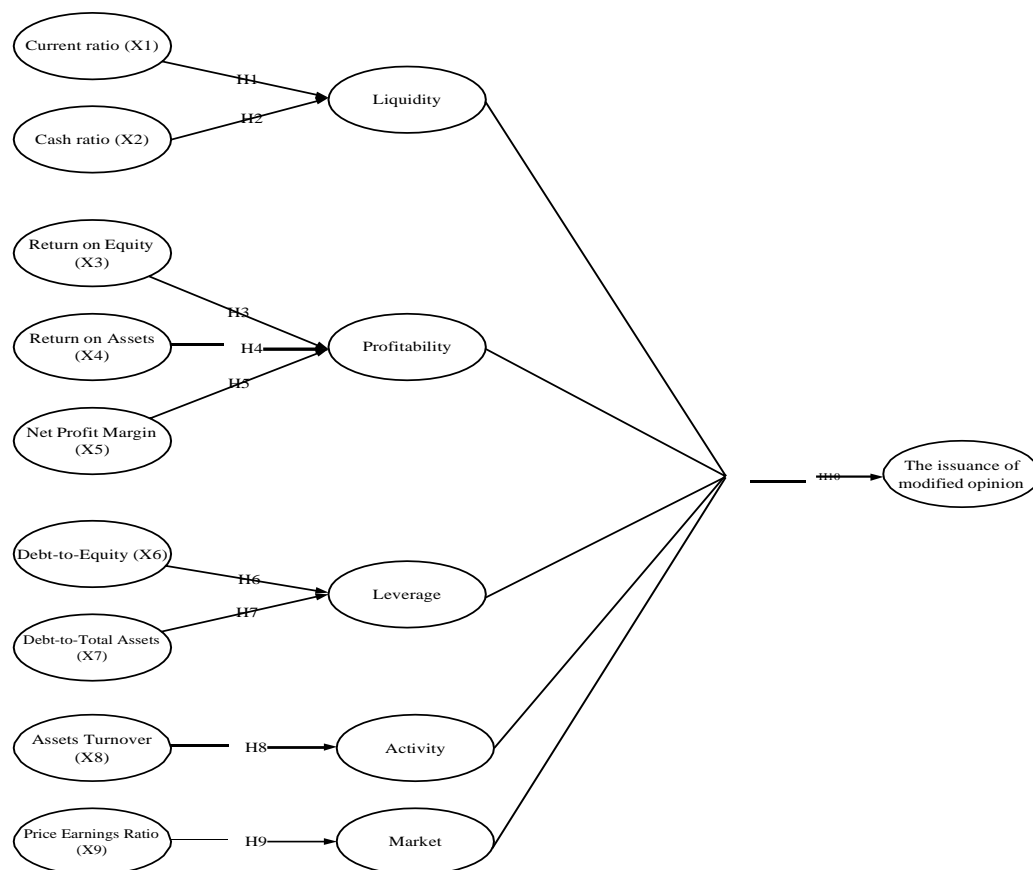 Current ratio (X1)
H1
Liquidity
H2
Cash ratio (X2)
Return on Equity
(X3)
H3
Return on Assets
(X4)
H4
Profitability
H5
Net Profit Margin
(X5)
The issuance of
modified opinion
H10
Debt-to-Equity (X6)
H6
Leverage
H7
Debt-to-Total Assets
(X7)
Assets Turnover
(X8)
H8
Activity
Price Earnings Ratio
(X9)
H9
Market